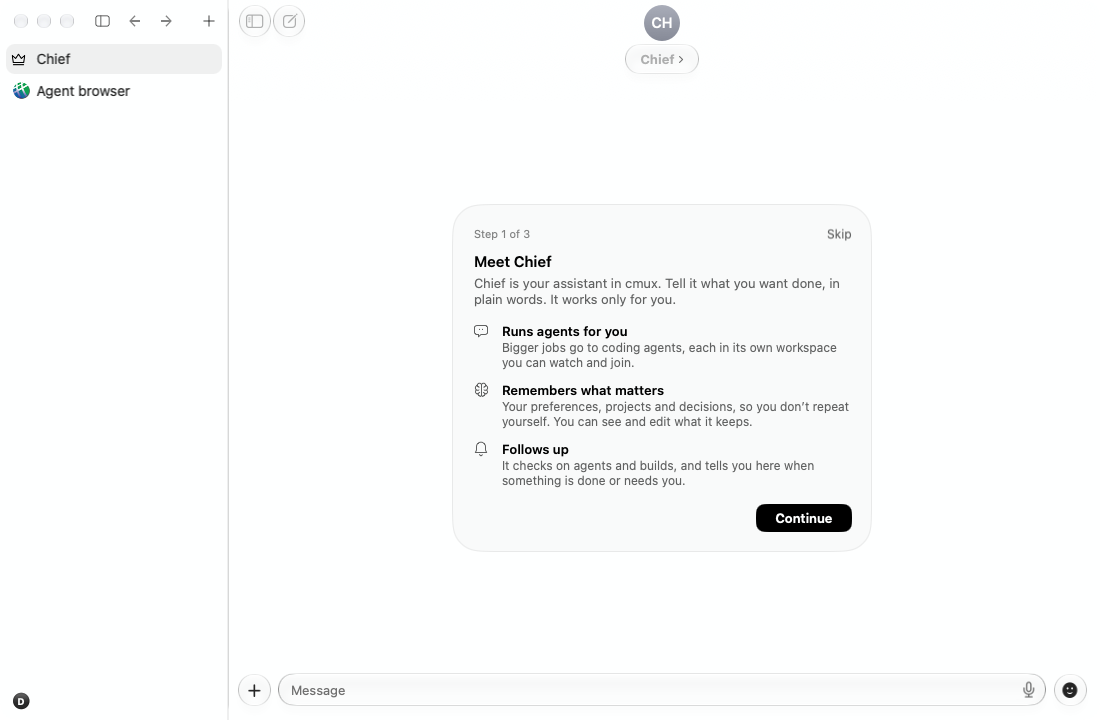 Chief
Agent browser
D
CH
Chief
Step 1 of 3
Skip
Meet Chief
Chief is your assistant in cmux. Tell it what you want done, in
plain words. It works only for you.
Runs agents for you
Bigger jobs go to coding agents, each in its own workspace
you can watch and join.
Remembers what matters
Your preferences, projects and decisions, so you don’t repeat
yourself. You can see and edit what it keeps.
Follows up
It checks on agents and builds, and tells you here when
something is done or needs you.
Continue
Message